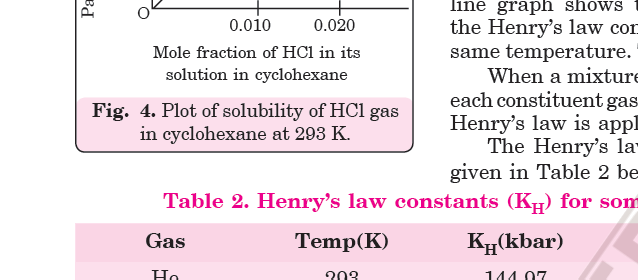 Pa
O
0.010 0.020
Mole fraction of HCl in its
solution in cyclohexane
Fig. 4. Plot of solubility of HCl gas
in cyclohexane at 293 K.
line graph shows t
the Henry's law con
same temperature.
When a mixture
each constituent gas
Henry's law is appl
The Henry's la
given in Table 2 be
Table 2. Henry's law constants (K_H) for som
Gas Temp(K) K_H(kbar)
He 293 144.97